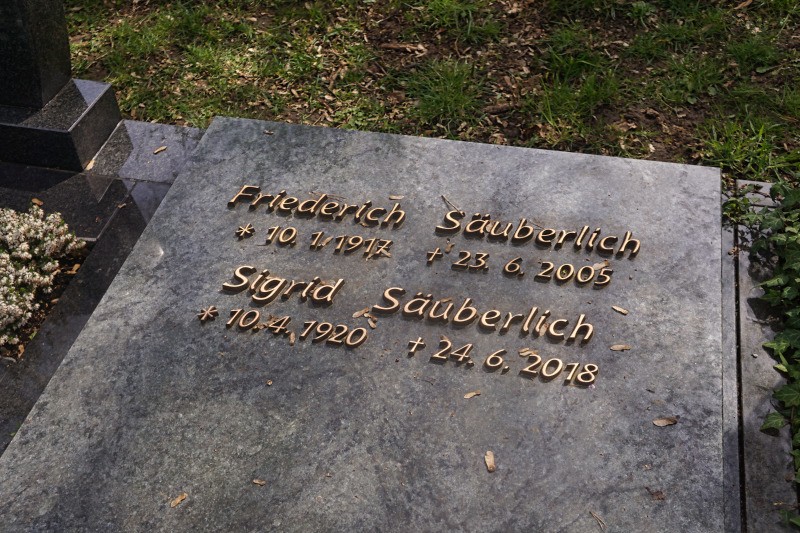 Friederich Säuberlich
* 10. 1. 1917 + 23. 6. 2005
Sigrid Säuberlich
* 10. 4. 1920 + 24. 6. 2018